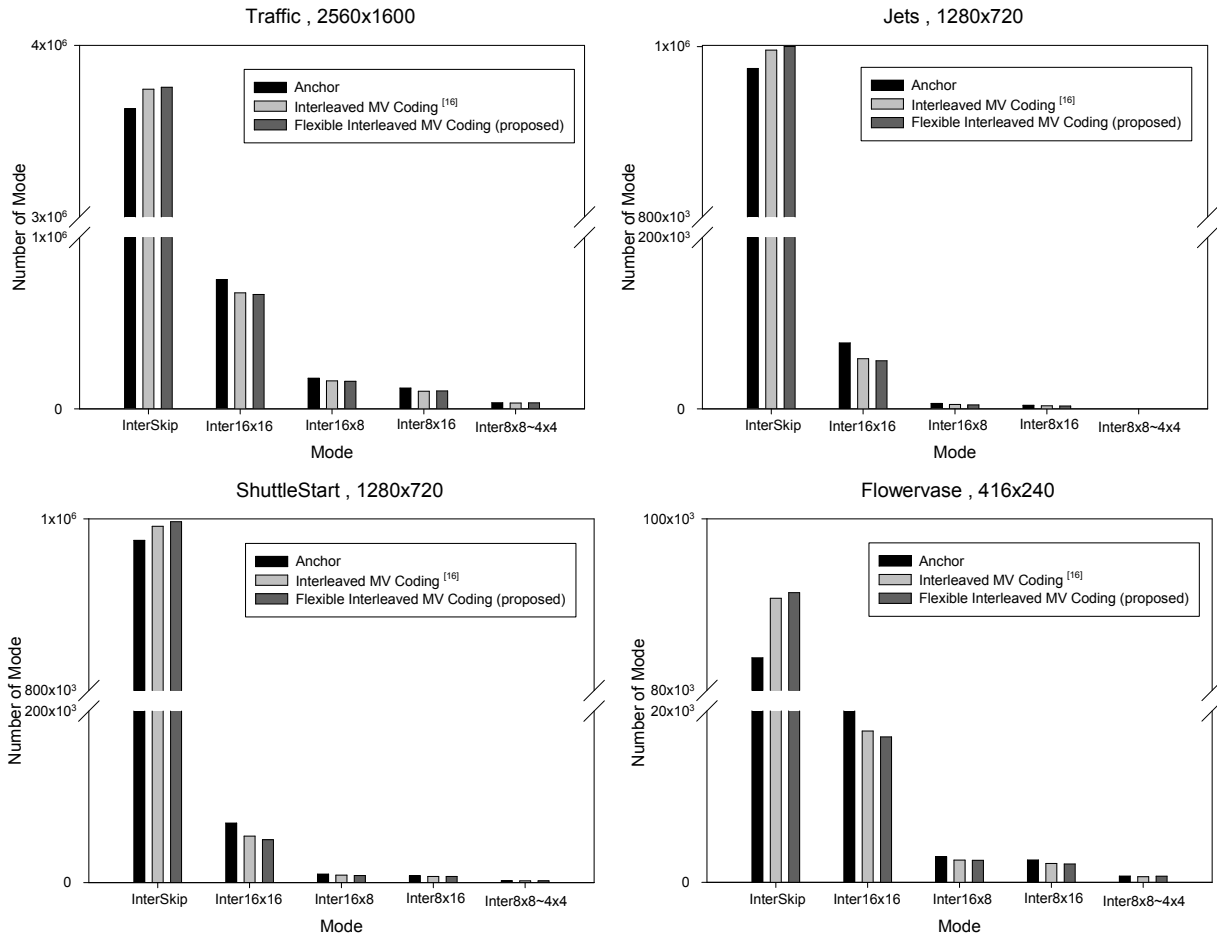 Traffic , 2560x1600
4x10⁶
3x10⁶
1x10⁶
0
Number of Mode
Anchor
Interleaved MV Coding [16]
Flexible Interleaved MV Coding (proposed)
InterSkip Inter16x16 Inter16x8 Inter8x16 Inter8x8~4x4
Mode
Jets , 1280x720
1x10⁶
800x10³
200x10³
0
Number of Mode
Anchor
Interleaved MV Coding [16]
Flexible Interleaved MV Coding (proposed)
InterSkip Inter16x16 Inter16x8 Inter8x16 Inter8x8~4x4
Mode
ShuttleStart , 1280x720
1x10⁶
800x10³
200x10³
0
Number of Mode
Anchor
Interleaved MV Coding [16]
Flexible Interleaved MV Coding (proposed)
InterSkip Inter16x16 Inter16x8 Inter8x16 Inter8x8~4x4
Mode
Flowervase , 416x240
100x10³
80x10³
20x10³
0
Number of Mode
Anchor
Interleaved MV Coding [16]
Flexible Interleaved MV Coding (proposed)
InterSkip Inter16x16 Inter16x8 Inter8x16 Inter8x8~4x4
Mode